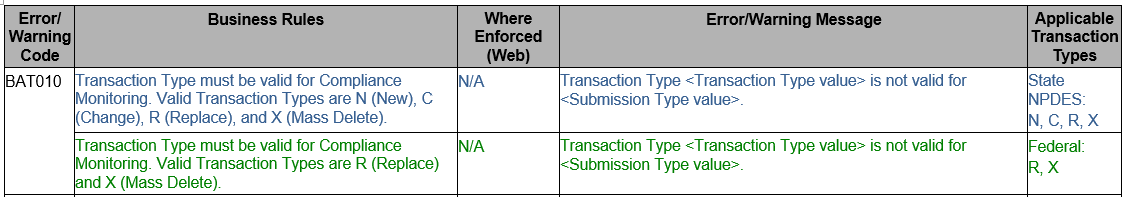 Error/
Warning
Code
Business Rules
Where
Enforced
(Web)
Error/Warning Message
Applicable
Transaction
Types
BAT010
Transaction Type must be valid for Compliance
Monitoring. Valid Transaction Types are N (New), C
(Change), R (Replace), and X (Mass Delete).
N/A
Transaction Type <Transaction Type value> is not valid for
<Submission Type value>.
State
NPDES:
N, C, R, X
Transaction Type must be valid for Compliance
Monitoring. Valid Transaction Types are R (Replace)
and X (Mass Delete).
N/A
Transaction Type <Transaction Type value> is not valid for
<Submission Type value>.
Federal:
R, X